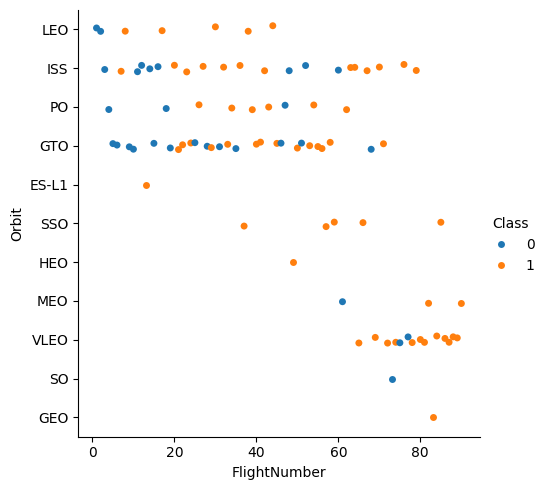 LEO
ISS
PO
GTO
ES-L1
SSO
HEO
MEO
VLEO
SO
GEO
Orbit
0 20 40 60 80
FlightNumber
Class
0
1